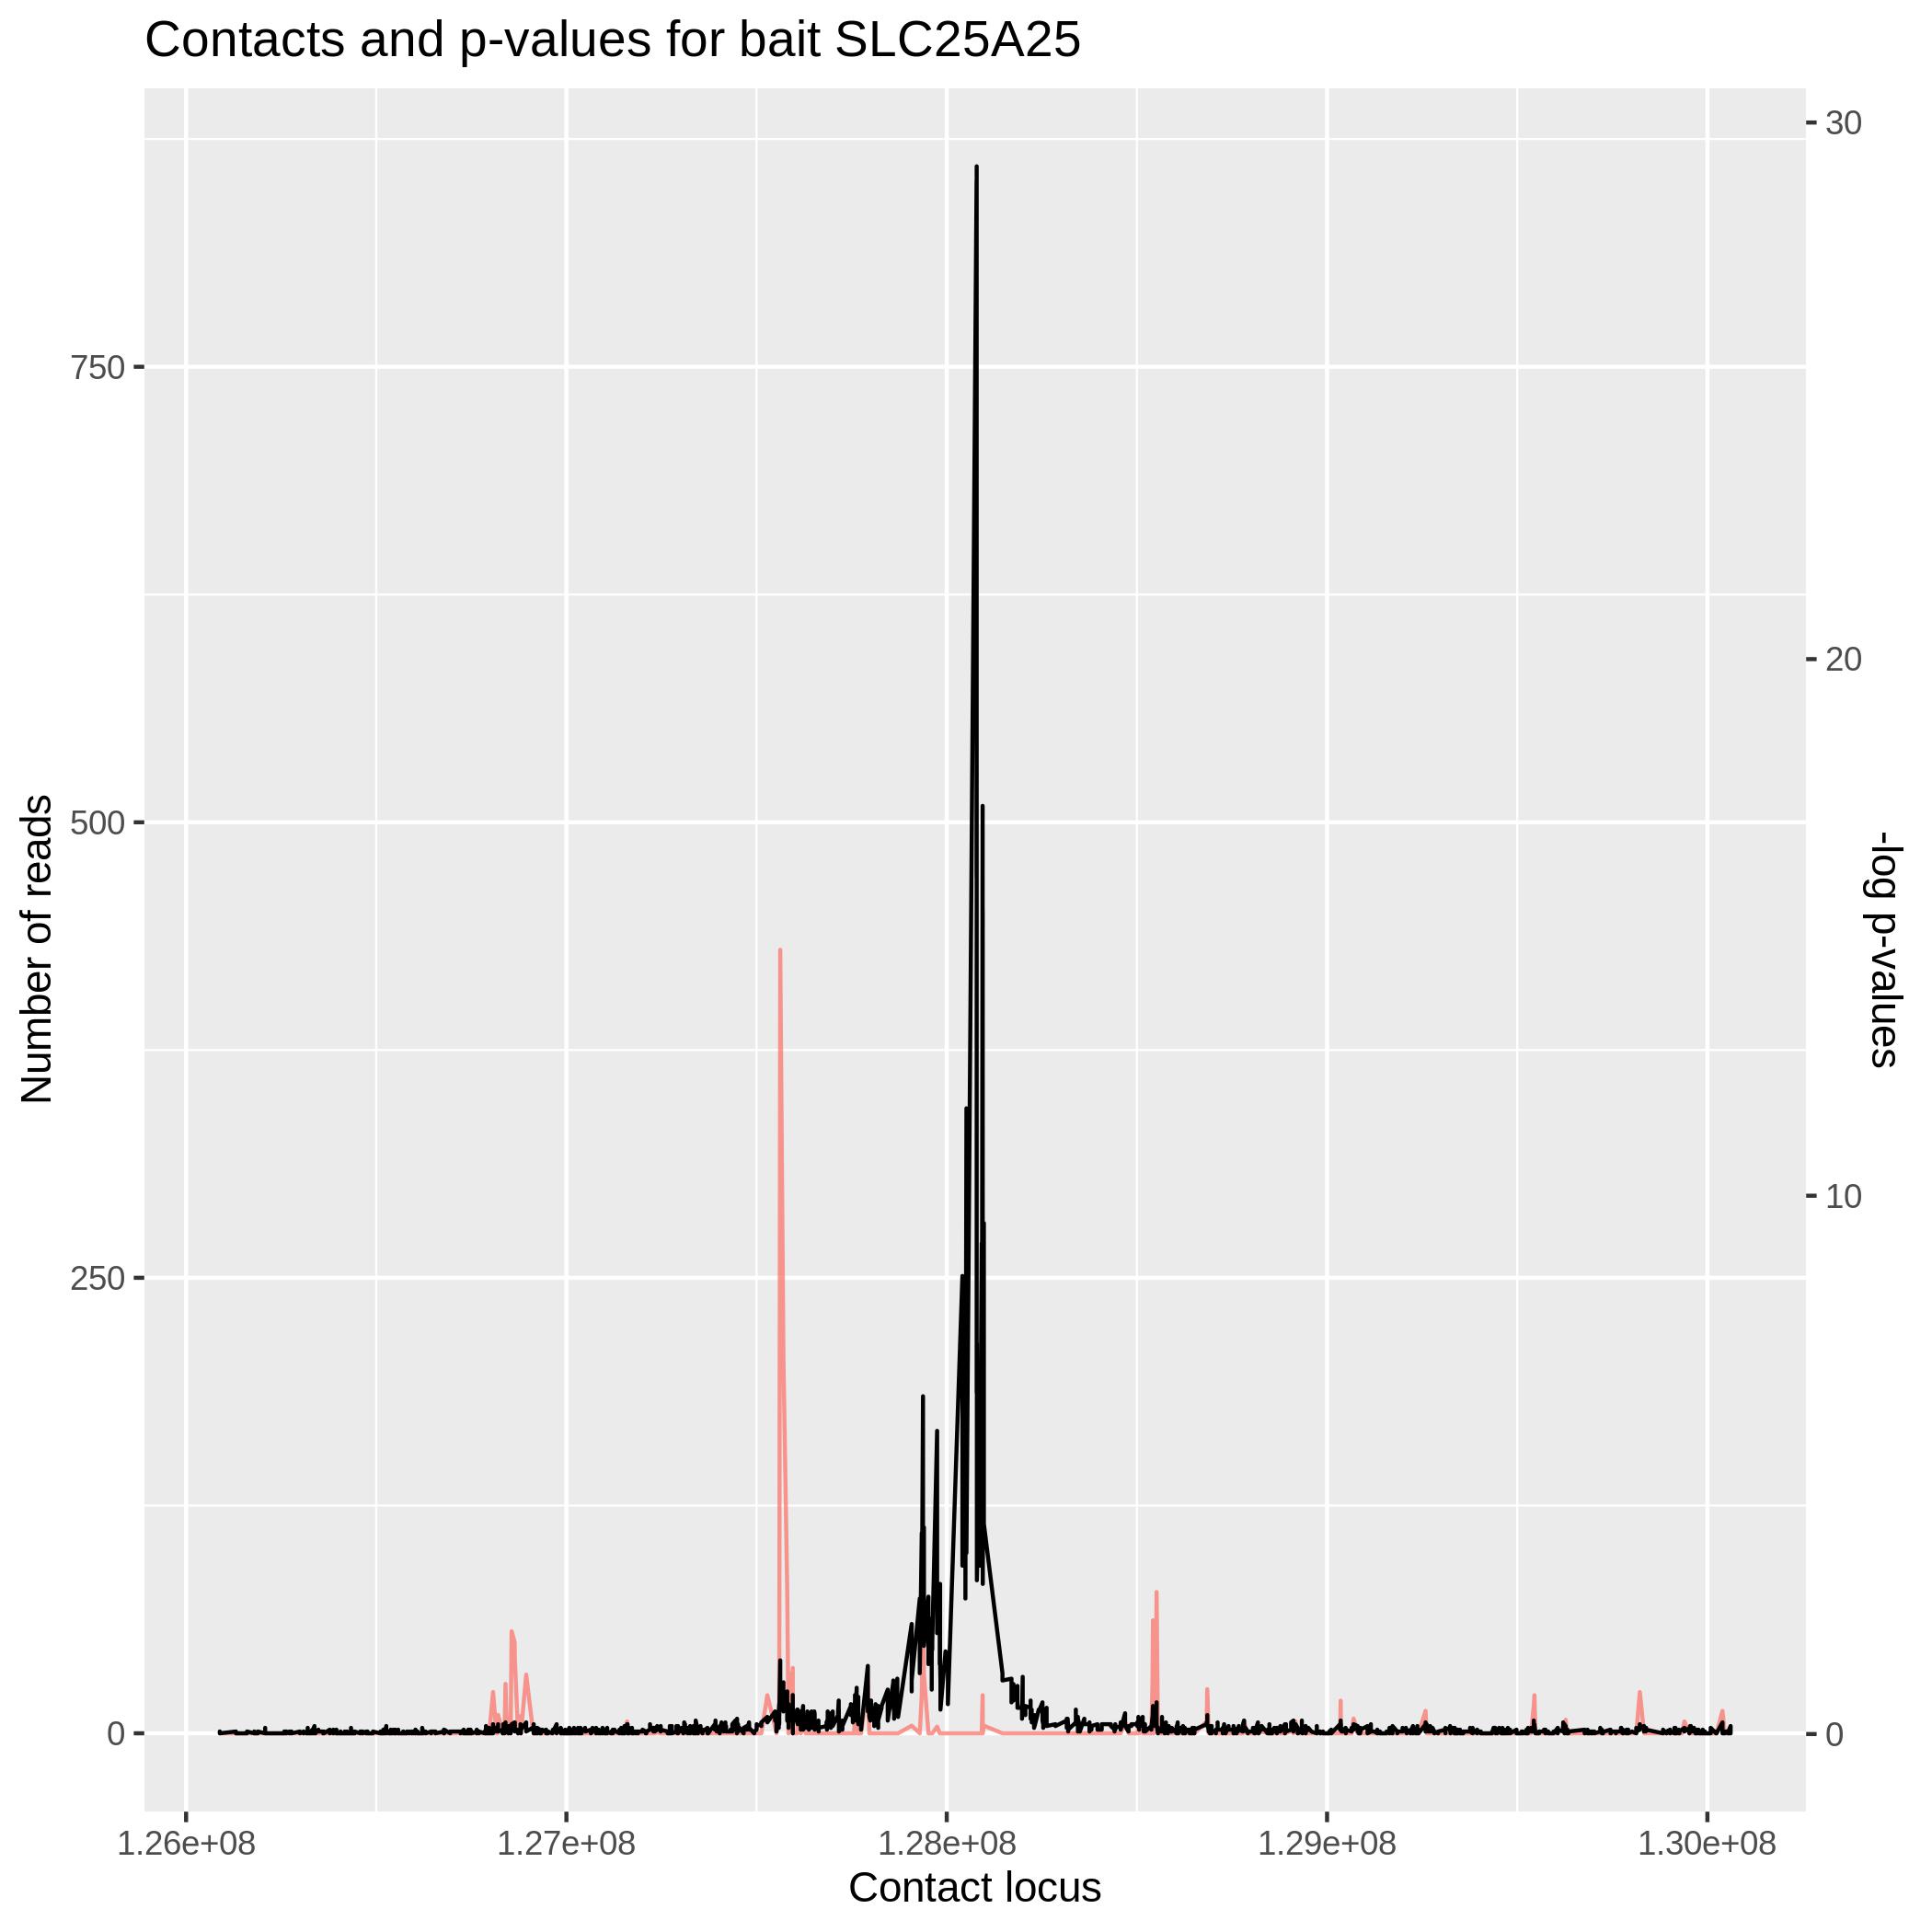 Contacts and p-values for bait SLC25A25
Number of reads
750
500
250
0
30
20
10
0
-log p-values
1.26e+08
1.27e+08
1.28e+08
1.29e+08
1.30e+08
Contact locus